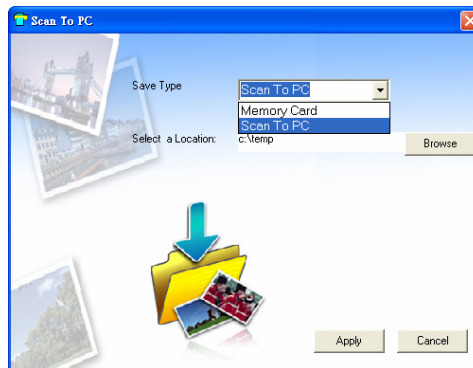 Scan To PC
Save Type
Scan To PC
Memory Card
Scan To PC
Select a Location:
c:\temp
Browse
Apply
Cancel